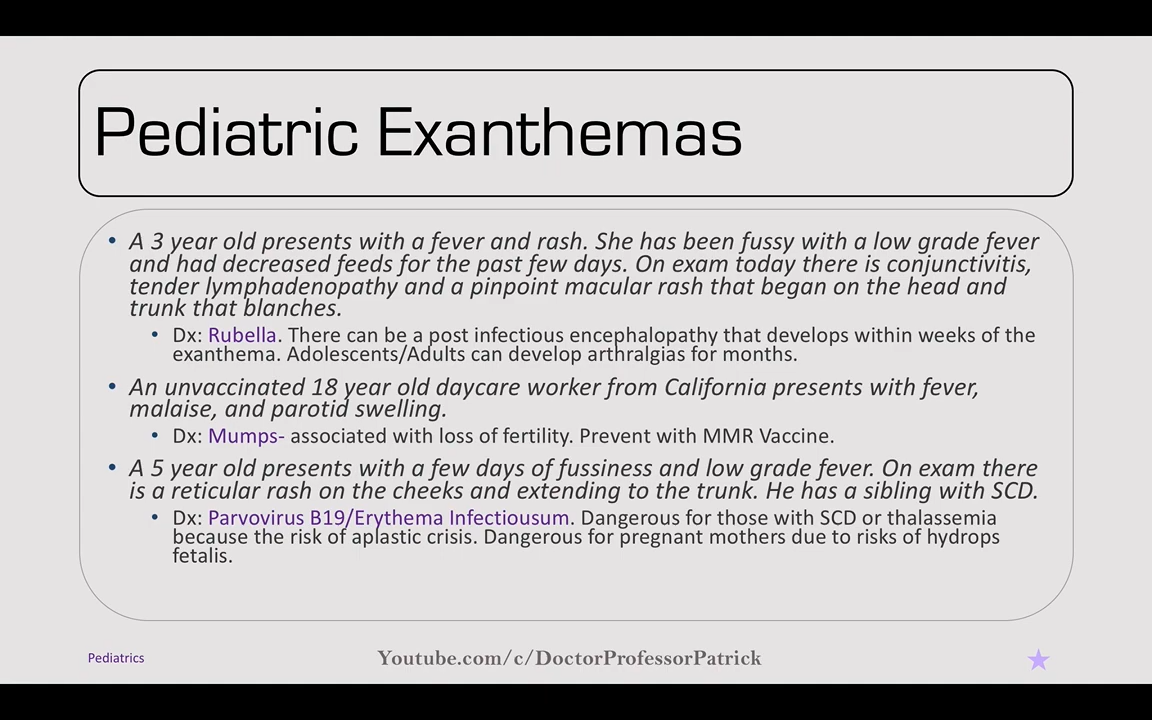 Pediatric Exanthemas
• A 3 year old presents with a fever and rash. She has been fussy with a low grade fever
and had decreased feeds for the past few days. On exam today there is conjunctivitis,
tender lymphadenopathy and a pinpoint macular rash that began on the head and
trunk that blanches.
• Dx: Rubella. There can be a post infectious encephalopathy that develops within weeks of the
exanthema. Adolescents/Adults can develop arthralgias for months.
• An unvaccinated 18 year old daycare worker from California presents with fever,
malaise, and parotid swelling.
• Dx: Mumps- associated with loss of fertility. Prevent with MMR Vaccine.
• A 5 year old presents with a few days of fussiness and low grade fever. On exam there
is a reticular rash on the cheeks and extending to the trunk. He has a sibling with SCD.
• Dx: Parvovirus B19/Erythema Infectiousum. Dangerous for those with SCD or thalassemia
because the risk of aplastic crisis. Dangerous for pregnant mothers due to risks of hydrops
fetalis.
Pediatrics
Youtube.com/c/DoctorProfessorPatrick